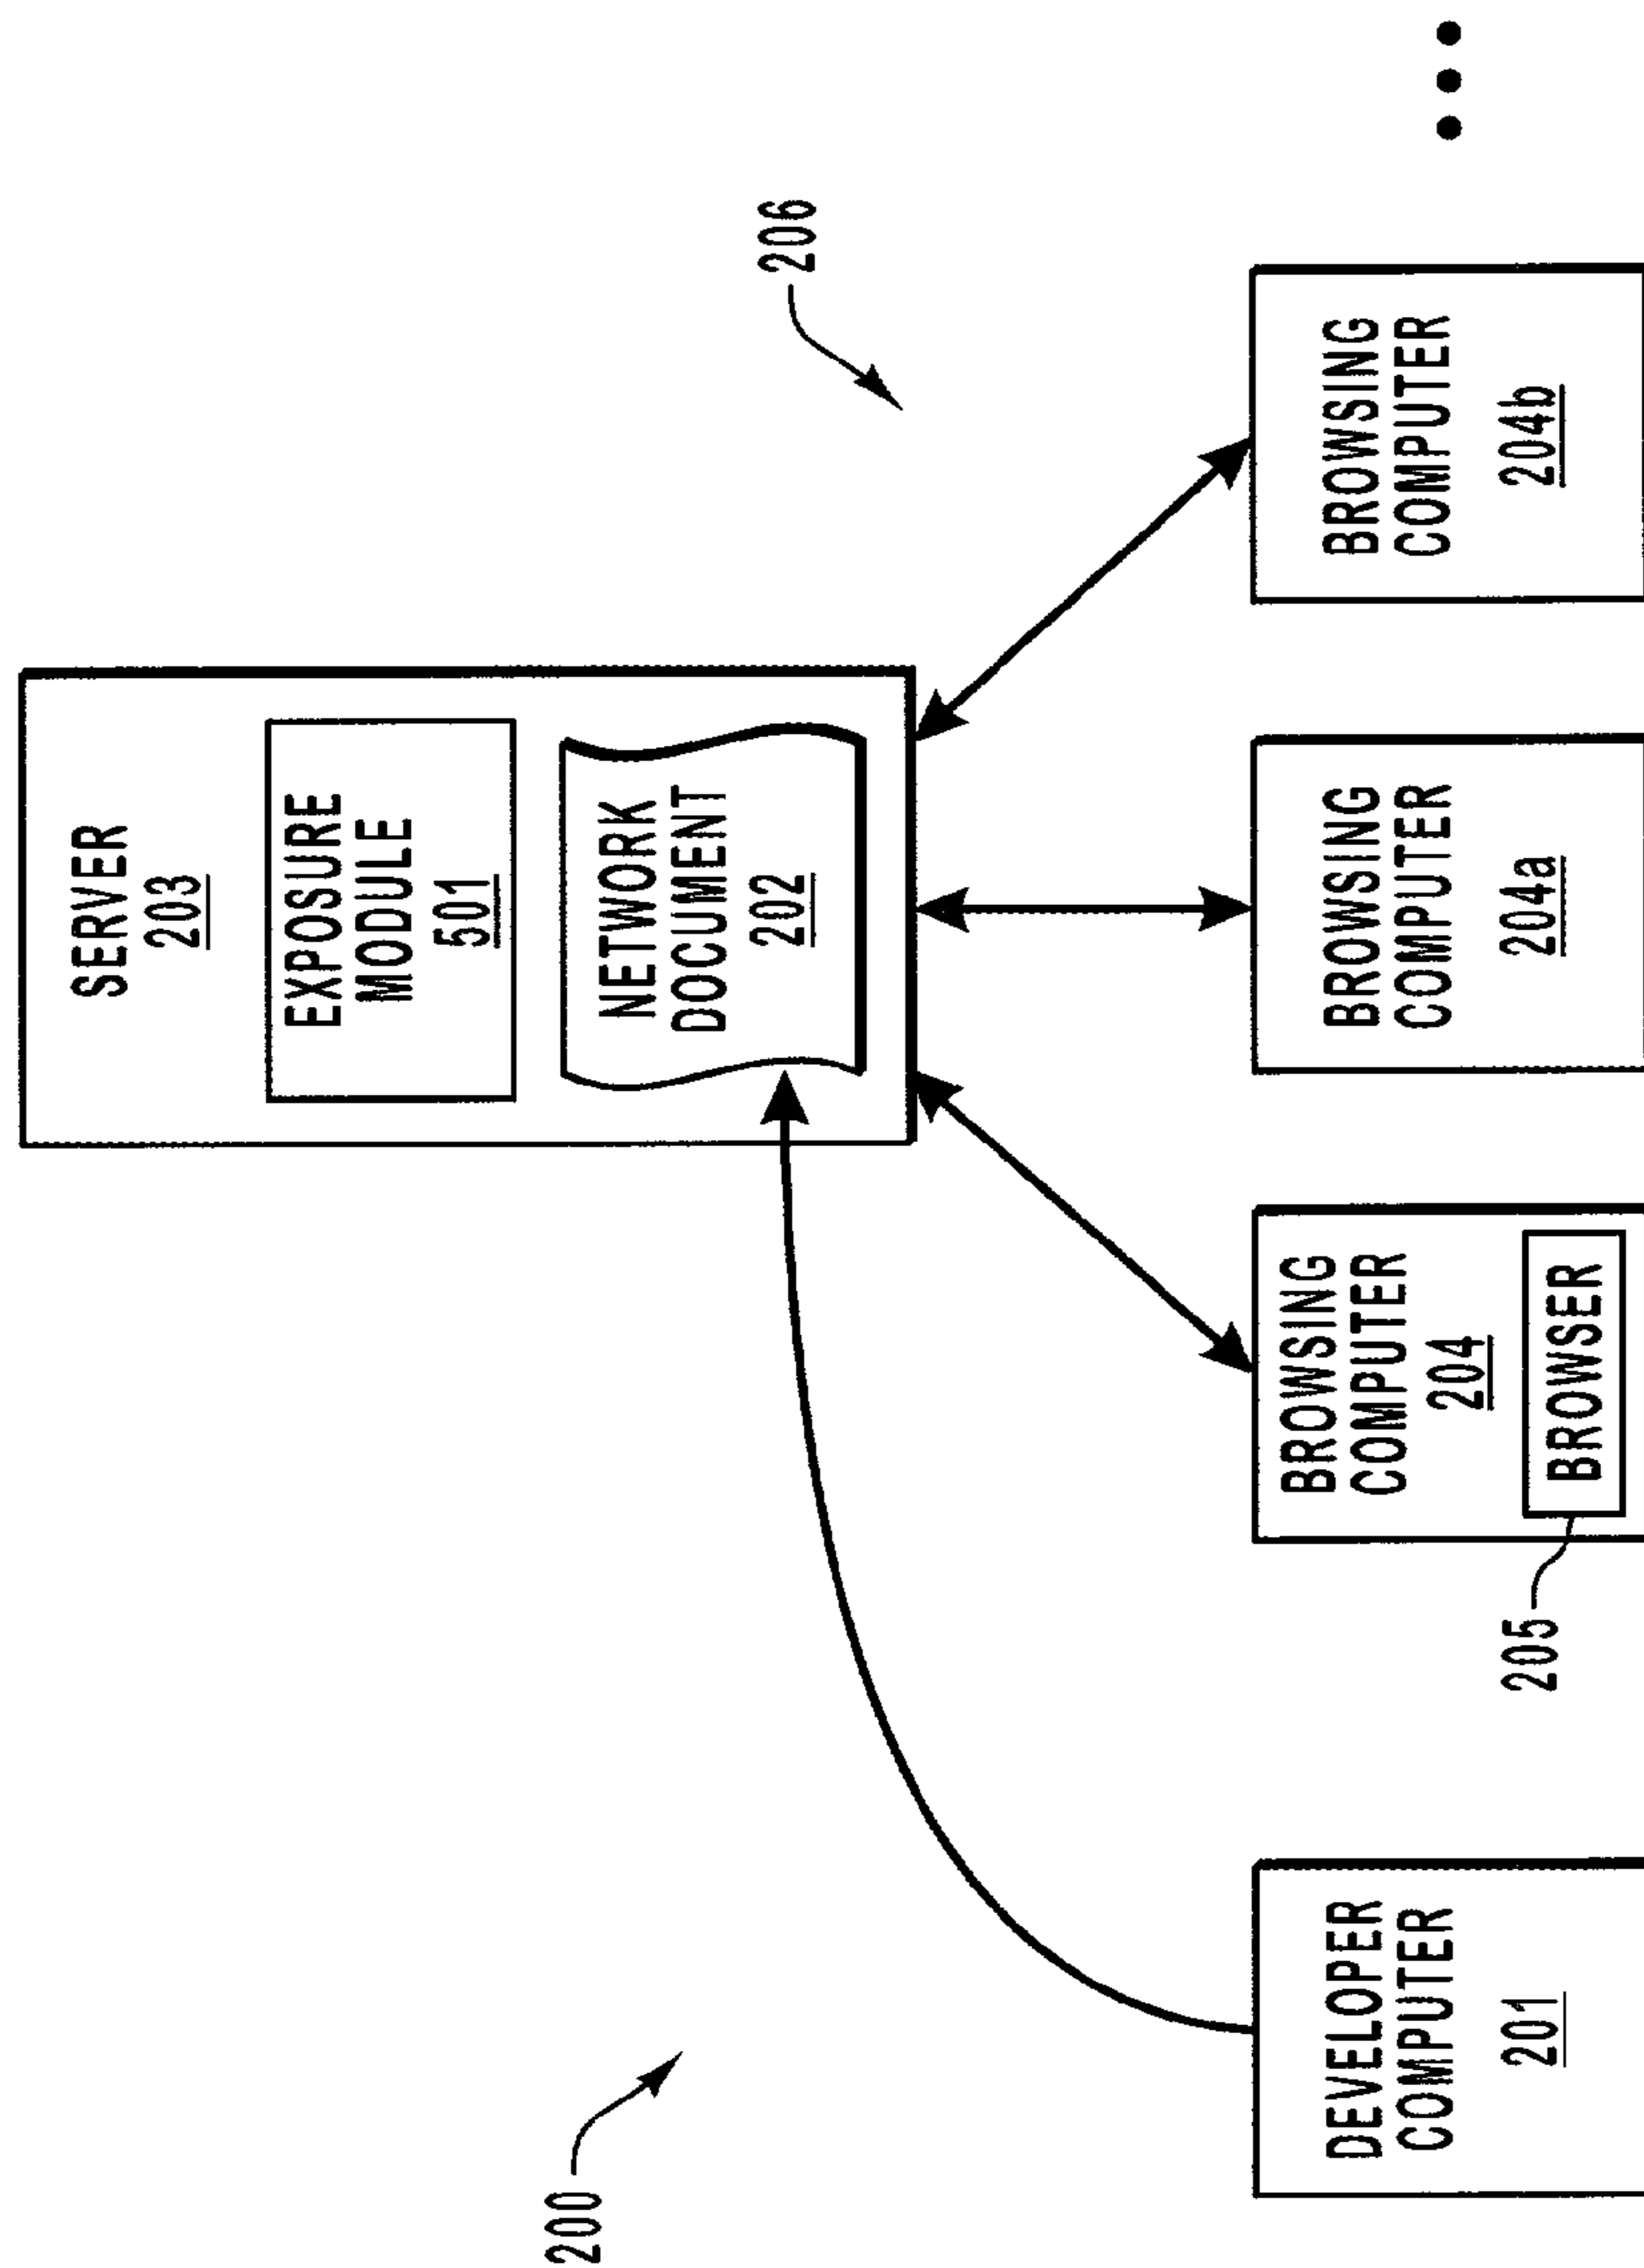 200
SERVER
203
EXPOSURE
MODULE
501
NETWORK
DOCUMENT
202
206
DEVELOPER
COMPUTER
201
BROWSING
COMPUTER
204
BROWSER
205
BROWSING
COMPUTER
204a
BROWSING
COMPUTER
204b